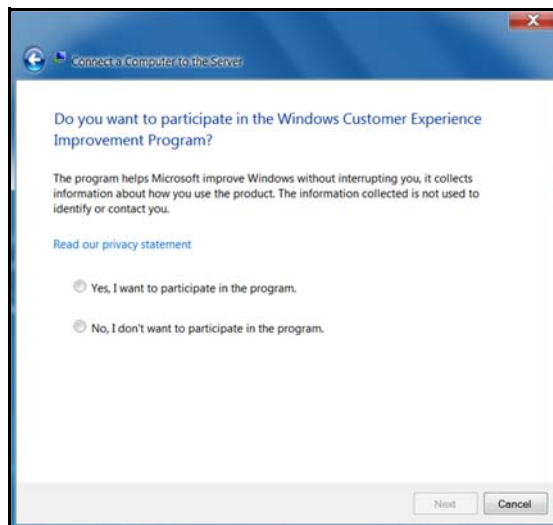 Connect a Computer to the Server
Do you want to participate in the Windows Customer Experience
Improvement Program?
The program helps Microsoft improve Windows without interrupting you, it collects
information about how you use the product. The information collected is not used to
identify or contact you.
Read our privacy statement
Yes, I want to participate in the program.
No, I don't want to participate in the program.
Next Cancel